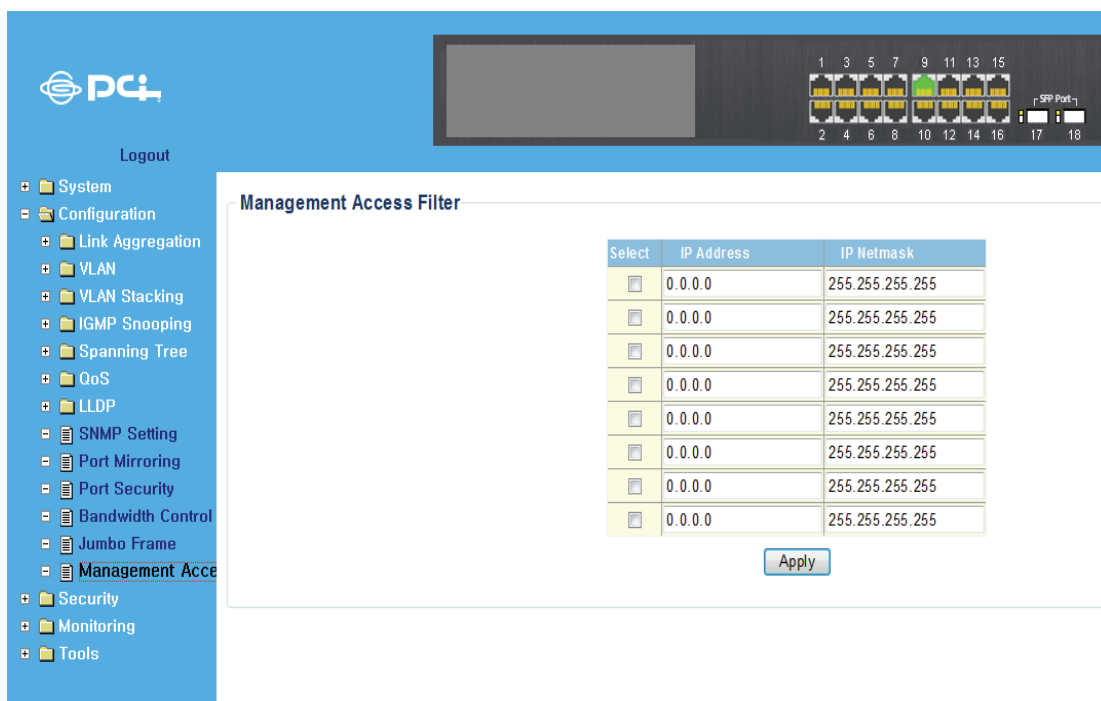 PCi
1 3 5 7 9 11 13 15
SFP Port
2 4 6 8 10 12 14 16 17 18
Logout
System
Configuration
Link Aggregation
VLAN
VLAN Stacking
IGMP Snooping
Spanning Tree
QoS
LLDP
SNMP Setting
Port Mirroring
Port Security
Bandwidth Control
Jumbo Frame
Management Acce
Security
Monitoring
Tools
Management Access Filter
Select IP Address IP Netmask
0.0.0.0 255.255.255.255
0.0.0.0 255.255.255.255
0.0.0.0 255.255.255.255
0.0.0.0 255.255.255.255
0.0.0.0 255.255.255.255
0.0.0.0 255.255.255.255
0.0.0.0 255.255.255.255
0.0.0.0 255.255.255.255
Apply